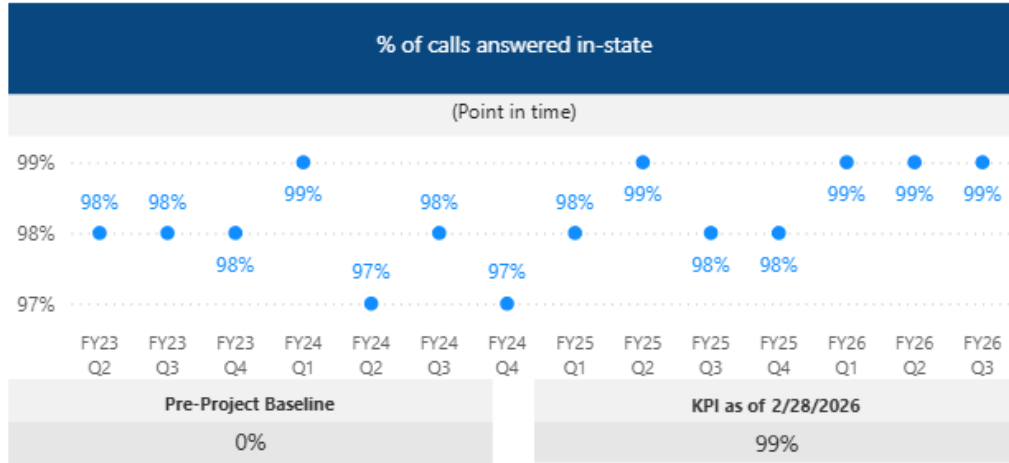 % of calls answered in-state
(Point in time)
99%
98% 98% 99% 98% 98% 99% 99% 99% 99%
98%
98% 97% 97% 98% 98%
97%
FY23 FY23 FY23 FY24 FY24 FY24 FY24 FY25 FY25 FY25 FY25 FY26 FY26 FY26
Q2 Q3 Q4 Q1 Q2 Q3 Q4 Q1 Q2 Q3 Q4 Q1 Q2 Q3
Pre-Project Baseline KPI as of 2/28/2026
0% 99%